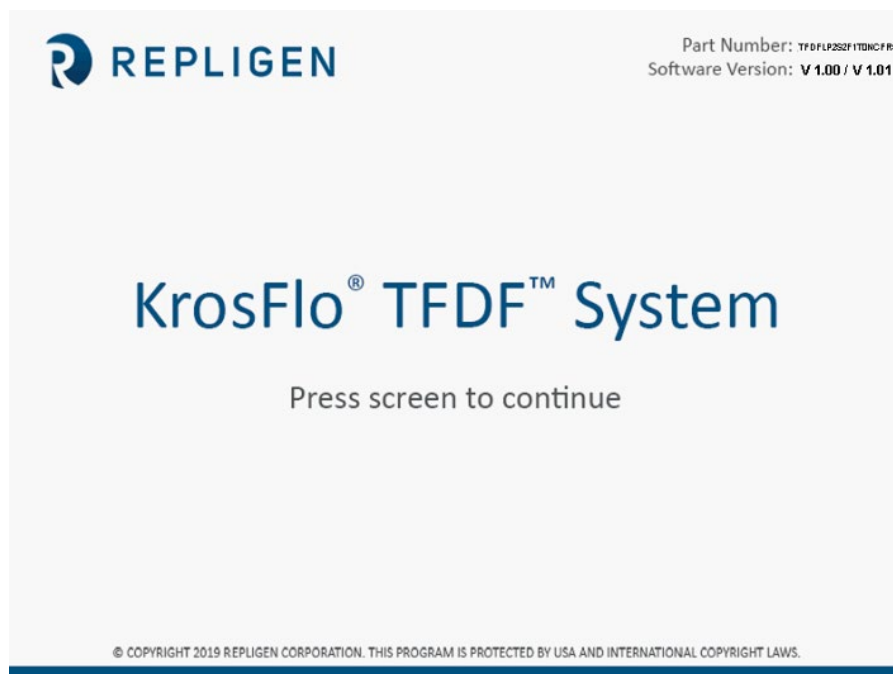 REPLIGEN
Part Number:
Software Version: V 1.00 / V 1.01
KrosFlo® TFDF™ System
Press screen to continue
© COPYRIGHT 2019 REPLIGEN CORPORATION. THIS PROGRAM IS PROTECTED BY USA AND INTERNATIONAL COPYRIGHT LAWS.